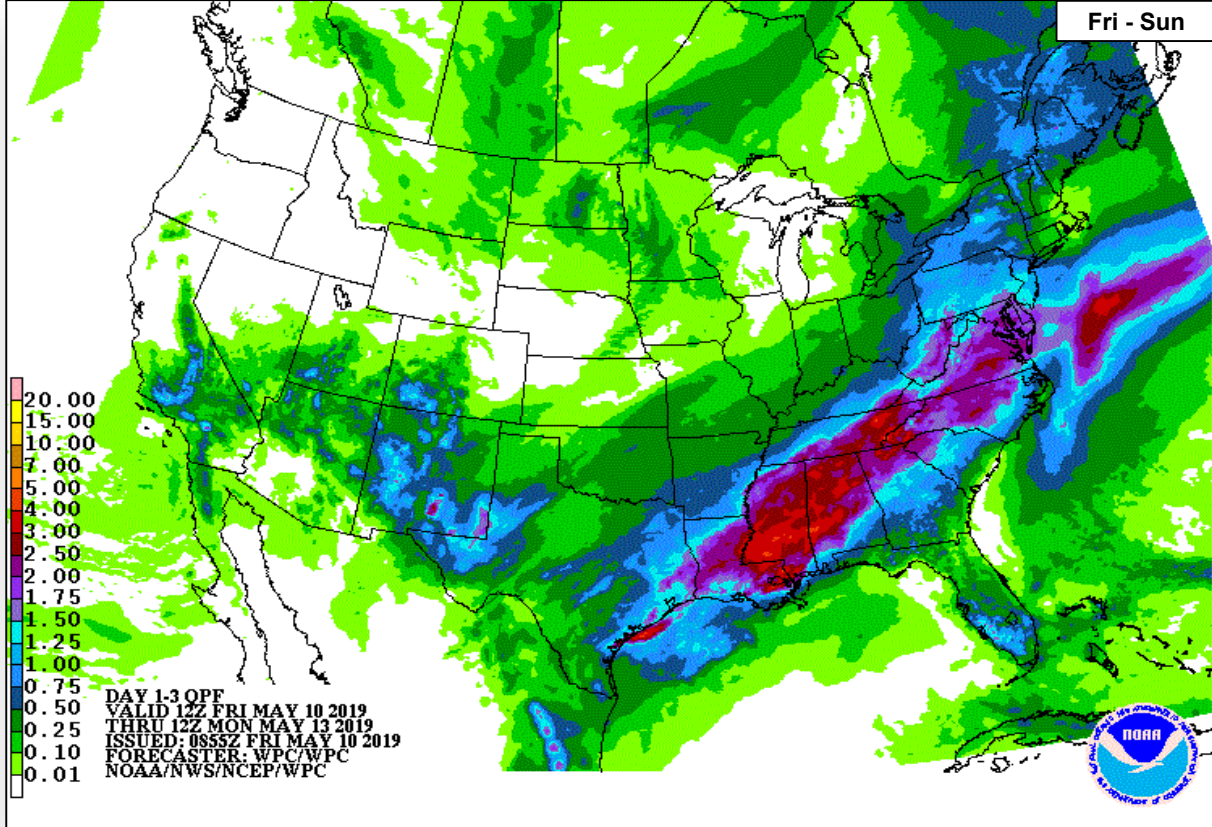 Fri - Sun
20.00
15.00
10.00
7.00
5.00
4.00
3.00
2.50
2.00
1.75
1.50
1.25
1.00
0.75
0.50
0.25
0.10
0.01
DAY 1-3 QPF
VALID 12Z FRI MAY 10 2019
THRU 12Z MON MAY 13 2019
ISSUED: 0855Z FRI MAY 10 2019
FORECASTER: WPC/WPC
NOAA/NWS/NCEP/WPC
NOAA